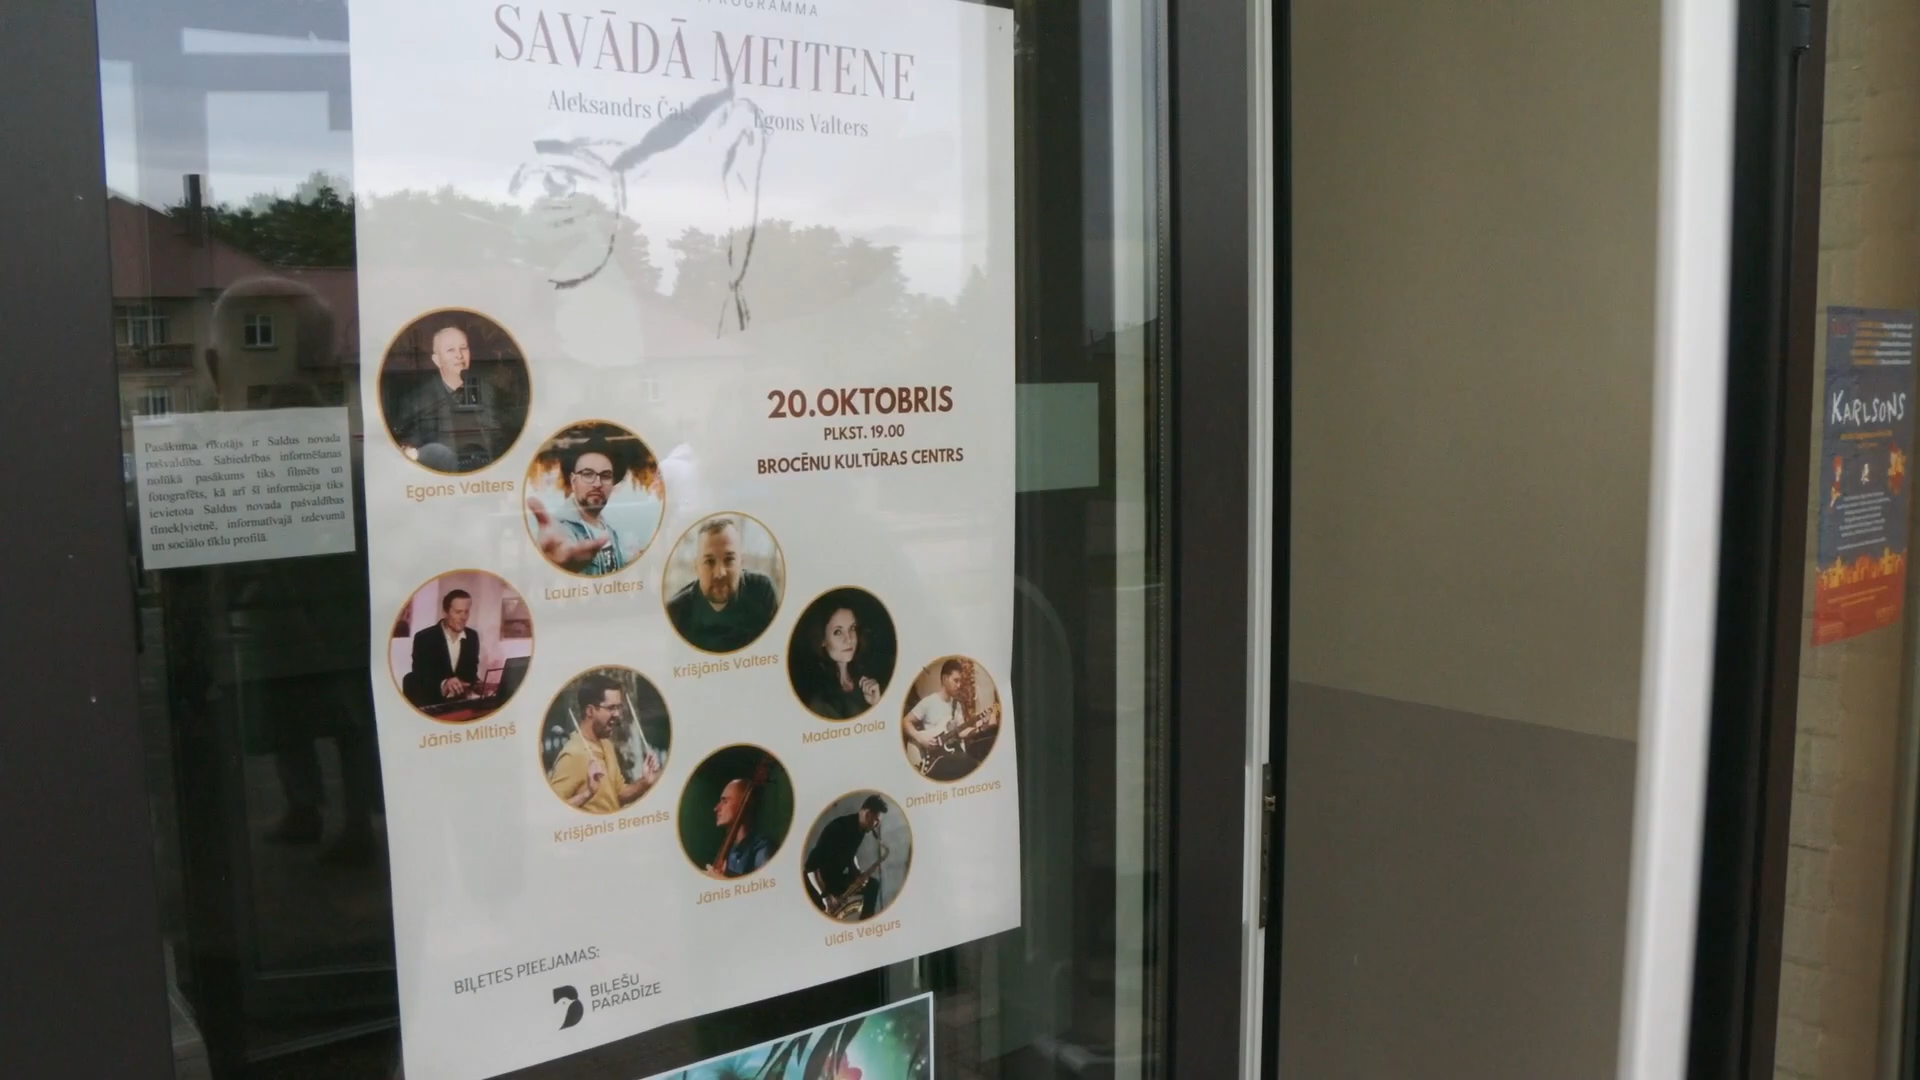 SAVĀDĀ MEITENE
Aleksandrs Čaks Egons Valters
20.OKTOBRIS
PLKST. 19.00
BROCĒNU KULTŪRAS CENTRS
Egons Valters
Lauris Valters
Krišjānis Valters
Madara Orola
Dmitrijs Tarasovs
Jānis Miltiņš
Krišjānis Bremšs
Jānis Rubiks
Uldis Veigurs
BIĻETES PIEEJAMAS:
BIĻEŠU
PARADĪZE
Pasākuma rīkotājs ir Saldus novada
pašvaldība. Sabiedrības informēšanas
nolūkā pasākums tiks filmēts un
fotografēts, kā arī šī informācija tiks
ievietota Saldus novada pašvaldības
tīmekļvietnē, informatīvajā izdevumā
un sociālo tīklu profilā.
KARLSONS